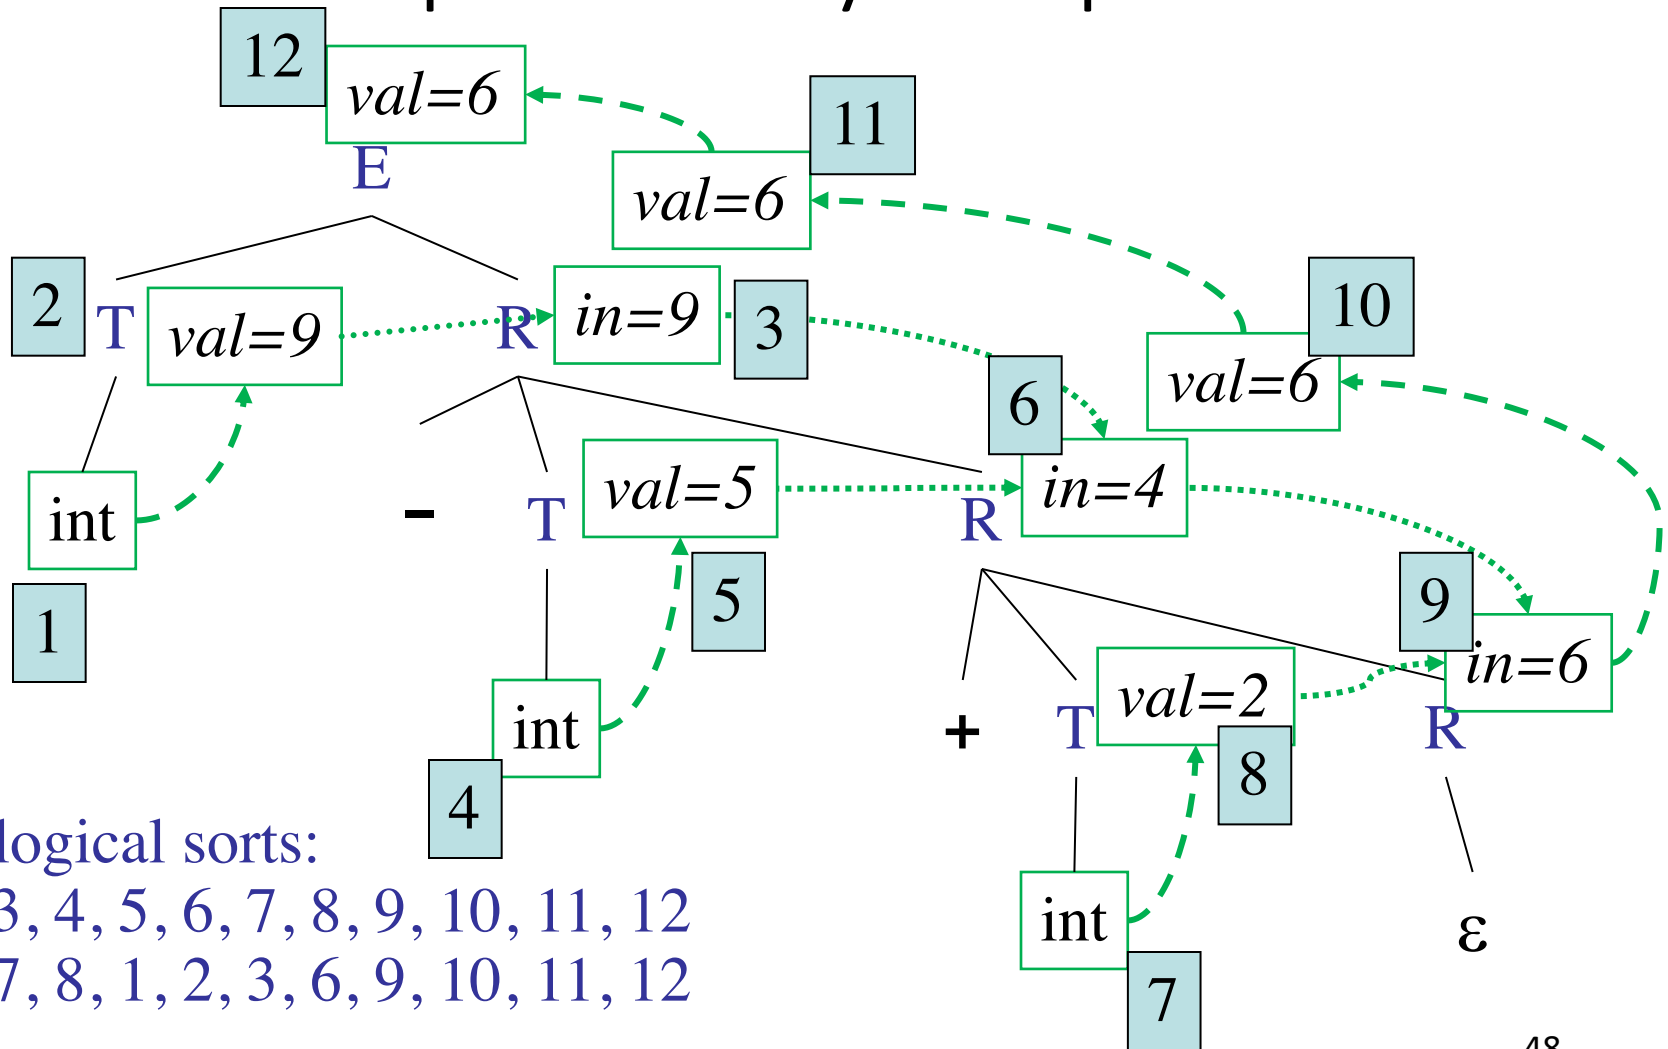 12
val=6
11
E
val=6
2
T
val=9
R
in=9
3
10
val=6
6
int
-
T
val=5
R
in=4
1
5
9
in=6
int
+
T
val=2
R
4
8
logical sorts:
3, 4, 5, 6, 7, 8, 9, 10, 11, 12
int
ε
7, 8, 1, 2, 3, 6, 9, 10, 11, 12
7